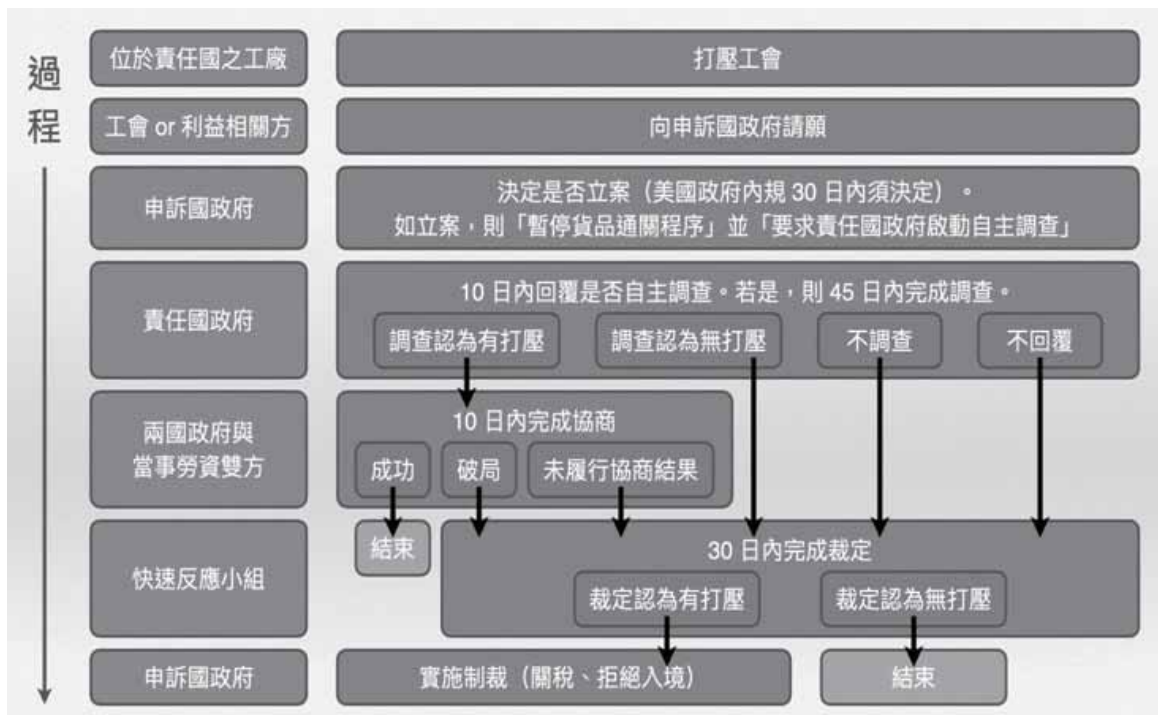 過程
位於責任國之工廠
打壓工會
工會 or 利益相關方
向申訴國政府請願
申訴國政府
決定是否立案（美國政府內規 30 日內須決定）。
如立案，則「暫停貨品通關程序」並「要求責任國政府啟動自主調查」
責任國政府
10 日內回覆是否自主調查。若是，則 45 日內完成調查。
調查認為有打壓
調查認為無打壓
不調查
不回覆
兩國政府與
當事勞資雙方
10 日內完成協商
成功
破局
未履行協商結果
快速反應小組
結束
30 日內完成裁定
裁定認為有打壓
裁定認為無打壓
申訴國政府
實施制裁（關稅、拒絕入境）
結束